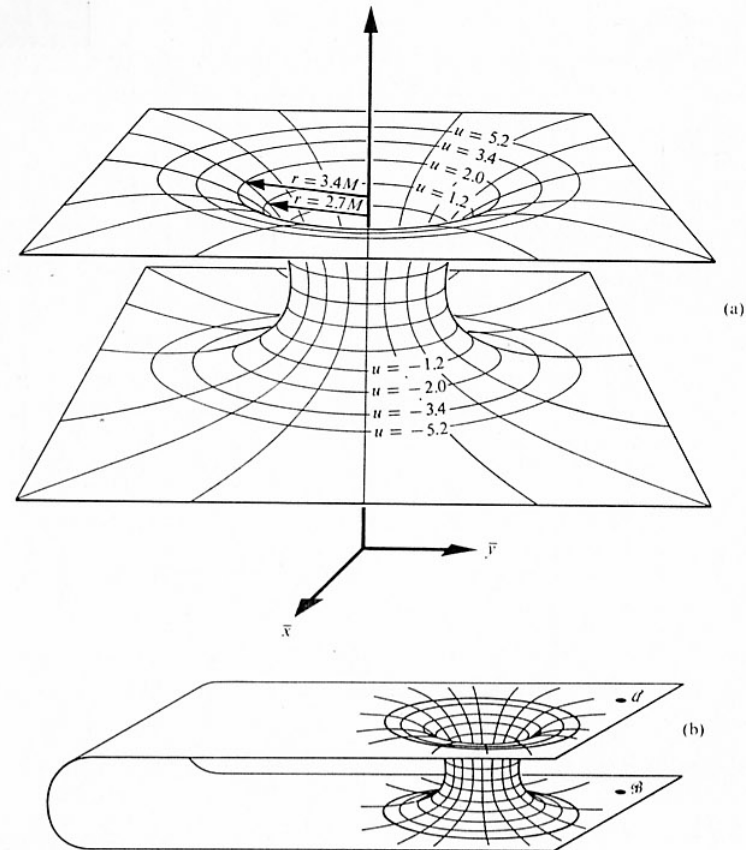 u = 5.2
u = 3.4
u = 2.0
u = 1.2
r = 3.4M
r = 2.7M
(a)
u = −1.2
u = −2.0
u = −3.4
u = −5.2
ȳ
x̄
𝒜
(b)
ℬ